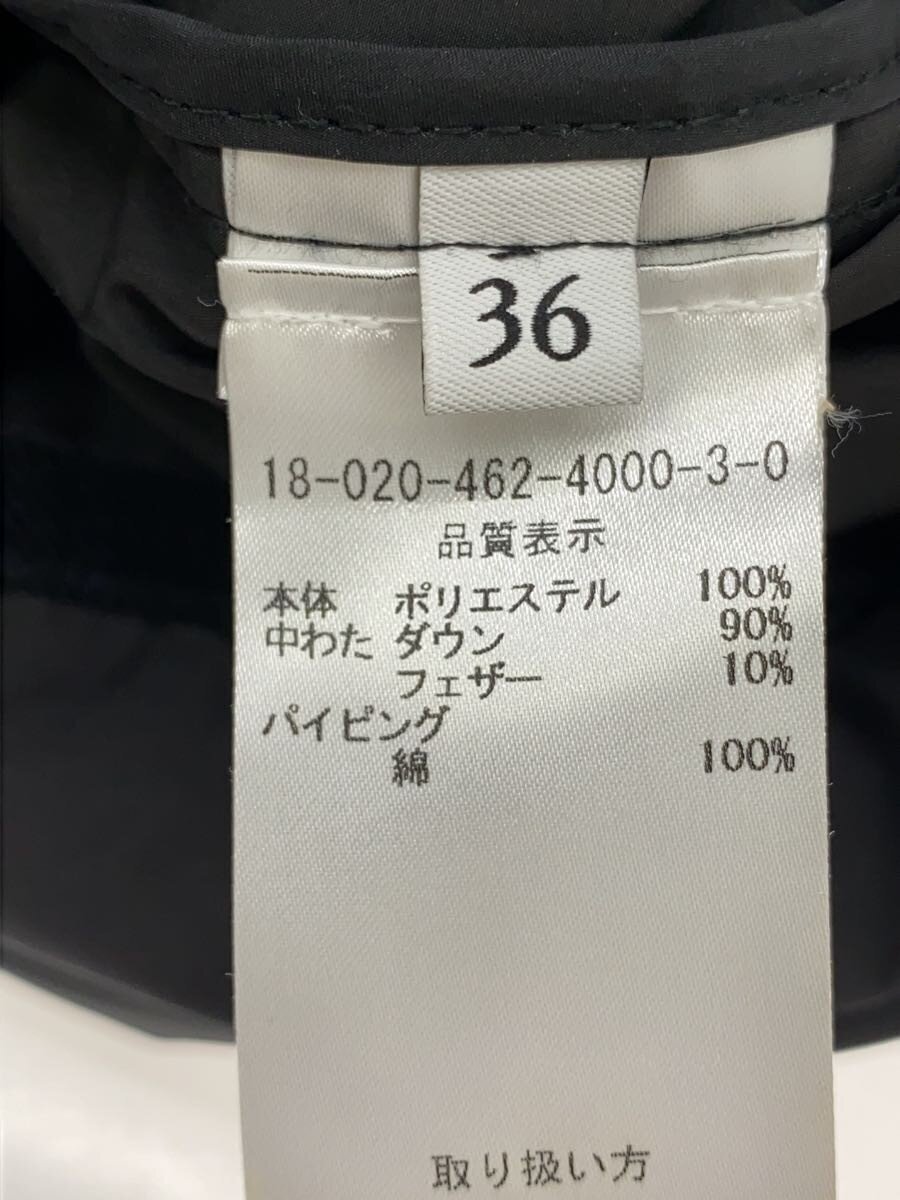 36
18-020-462-4000-3-0
品質表示
本体 ポリエステル 100%
中わた ダウン 90%
フェザー 10%
パイピング
綿 100%
取り扱い方